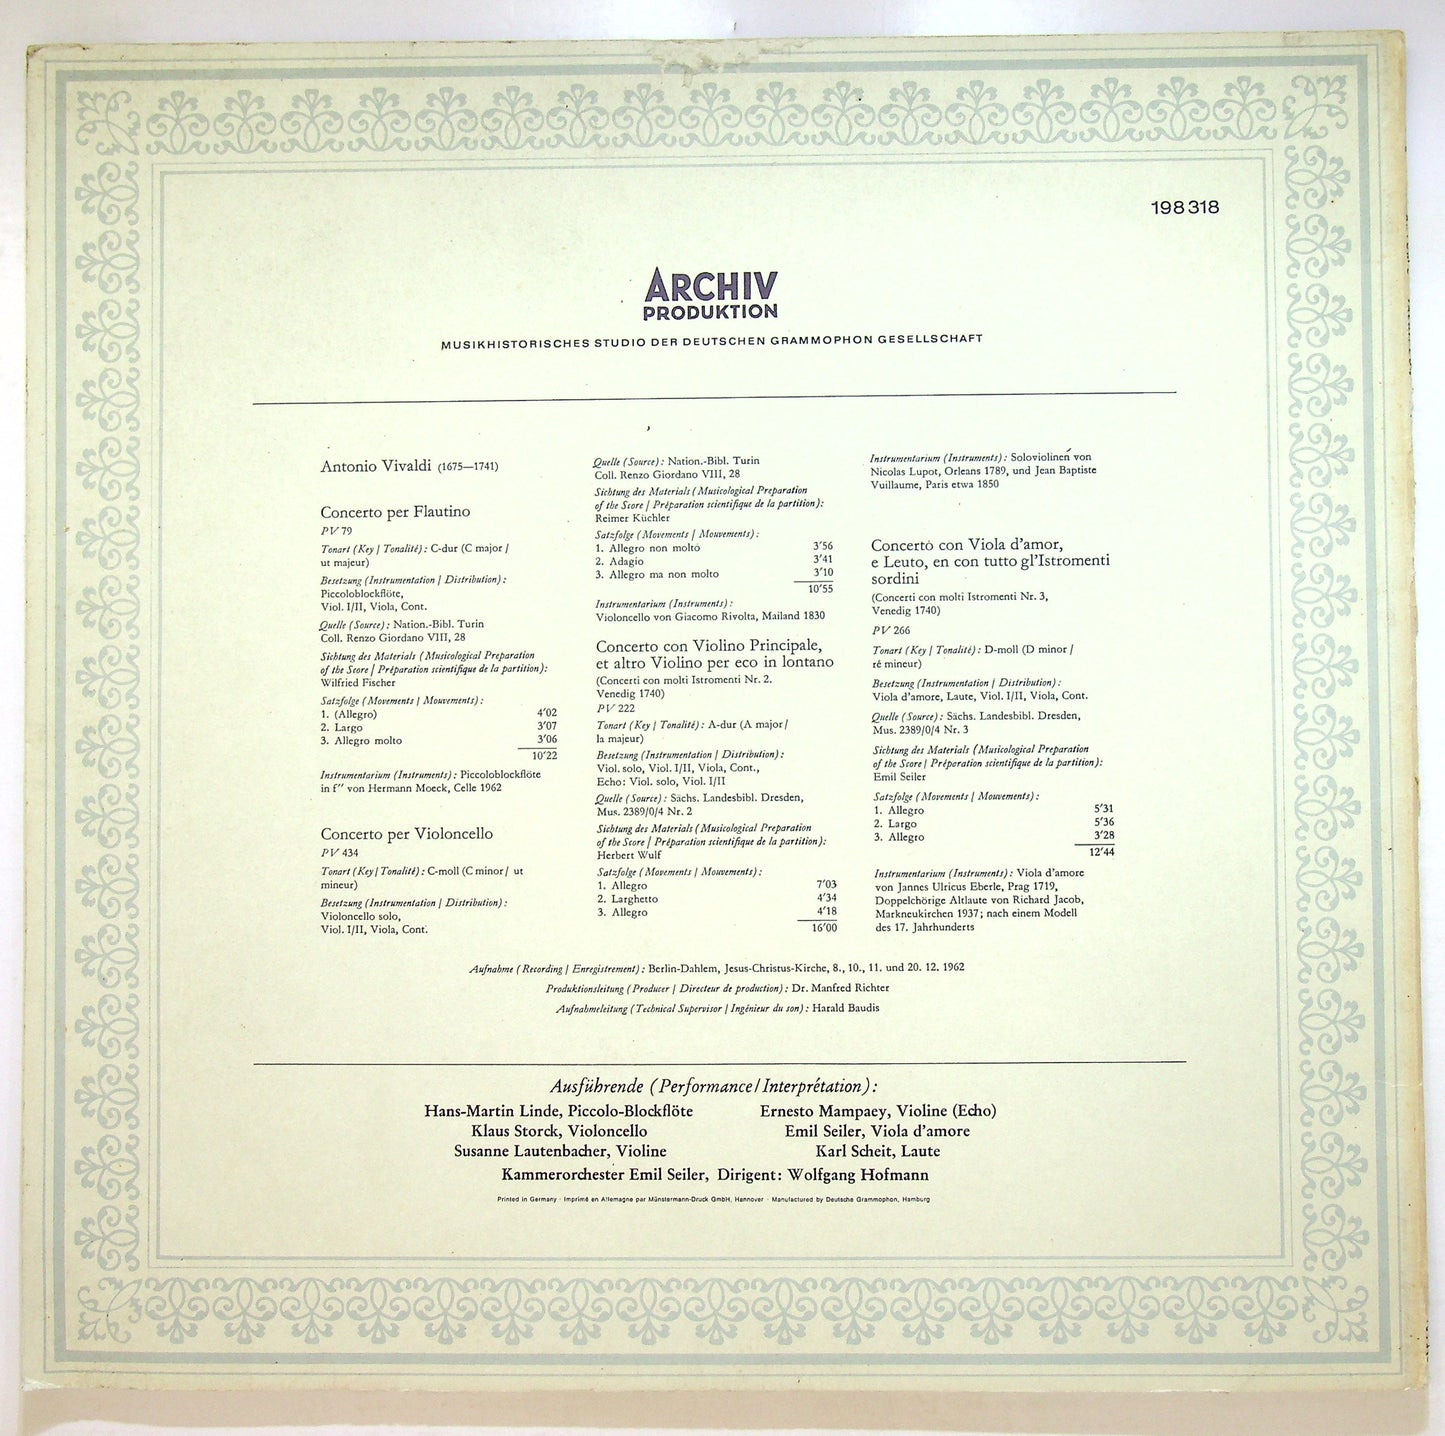 198 318
ARCHIV
PRODUKTION
MUSIKHISTORISCHES STUDIO DER DEUTSCHEN GRAMMOPHON GESELLSCHAFT
Antonio Vivaldi (1675—1741)
Concerto per Flautino
PV 79
Tonart (Key / Tonalité): C-dur (C major /
ut majeur)
Besetzung (Instrumentation / Distribution):
Piccoloblockflöte,
Viol. I/II, Viola, Cont.
Quelle (Source): Nation.-Bibl. Turin
Coll. Renzo Giordano VIII, 28
Sichtung des Materials (Musicological Preparation
of the Score / Préparation scientifique de la partition):
Wilfried Fischer
Satzfolge (Movements / Mouvements):
1. (Allegro) 4′02
2. Largo 3′07
3. Allegro molto 3′06
10′22
Instrumentarium (Instruments): Piccoloblockflöte
in f″ von Hermann Moeck, Celle 1962
Concerto per Violoncello
PV 434
Tonart (Key / Tonalité): C-moll (C minor / ut
mineur)
Besetzung (Instrumentation / Distribution):
Violoncello solo,
Viol. I/II, Viola, Cont.
Quelle (Source): Nation.-Bibl. Turin
Coll. Renzo Giordano VIII, 28
Sichtung des Materials (Musicological Preparation
of the Score / Préparation scientifique de la partition):
Reimer Küchler
Satzfolge (Movements / Mouvements):
1. Allegro non molto 3′56
2. Adagio 3′41
3. Allegro ma non molto 3′10
10′55
Instrumentarium (Instruments):
Violoncello von Giacomo Rivolta, Mailand 1830
Concerto con Violino Principale,
et altro Violino per eco in lontano
(Concerti con molti Istromenti Nr. 2.
Venedig 1740)
PV 222
Tonart (Key / Tonalité): A-dur (A major /
la majeur)
Besetzung (Instrumentation / Distribution):
Viol. solo, Viol. I/II, Viola, Cont.,
Echo: Viol. solo, Viol. I/II
Quelle (Source): Sächs. Landesbibl. Dresden,
Mus. 2389/0/4 Nr. 2
Sichtung des Materials (Musicological Preparation
of the Score / Préparation scientifique de la partition):
Herbert Wulf
Satzfolge (Movements / Mouvements):
1. Allegro 7′03
2. Larghetto 4′34
3. Allegro 4′18
16′00
Instrumentarium (Instruments): Soloviolinen von
Nicolas Lupot, Orleans 1789, und Jean Baptiste
Vuillaume, Paris etwa 1850
Concerto con Viola d'amor,
e Leuto, en con tutto gl'Istromenti
sordini
(Concerti con molti Istromenti Nr. 3,
Venedig 1740)
PV 266
Tonart (Key / Tonalité): D-moll (D minor /
ré mineur)
Besetzung (Instrumentation / Distribution):
Viola d'amore, Laute, Viol. I/II, Viola, Cont.
Quelle (Source): Sächs. Landesbibl. Dresden,
Mus. 2389/0/4 Nr. 3
Sichtung des Materials (Musicological Preparation
of the Score / Préparation scientifique de la partition):
Emil Seiler
Satzfolge (Movements / Mouvements):
1. Allegro 5′31
2. Largo 5′36
3. Allegro 3′28
12′44
Instrumentarium (Instruments): Viola d'amore
von Jannes Ulricus Eberle, Prag 1719,
Doppelchörige Altlaute von Richard Jacob,
Markneukirchen 1937; nach einem Modell
des 17. Jahrhunderts
Aufnahme (Recording / Enregistrement): Berlin-Dahlem, Jesus-Christus-Kirche, 8., 10., 11. und 20. 12. 1962
Produktionsleitung (Producer / Directeur de production): Dr. Manfred Richter
Aufnahmeleitung (Technical Supervisor / Ingénieur du son): Harald Baudis
Ausführende (Performance / Interprétation):
Hans-Martin Linde, Piccolo-Blockflöte
Klaus Storck, Violoncello
Susanne Lautenbacher, Violine
Ernesto Mampaey, Violine (Echo)
Emil Seiler, Viola d'amore
Karl Scheit, Laute
Kammerorchester Emil Seiler, Dirigent: Wolfgang Hofmann
Printed in Germany · Imprimé en Allemagne par Münstermann-Druck GmbH, Hannover · Manufactured by Deutsche Grammophon, Hamburg